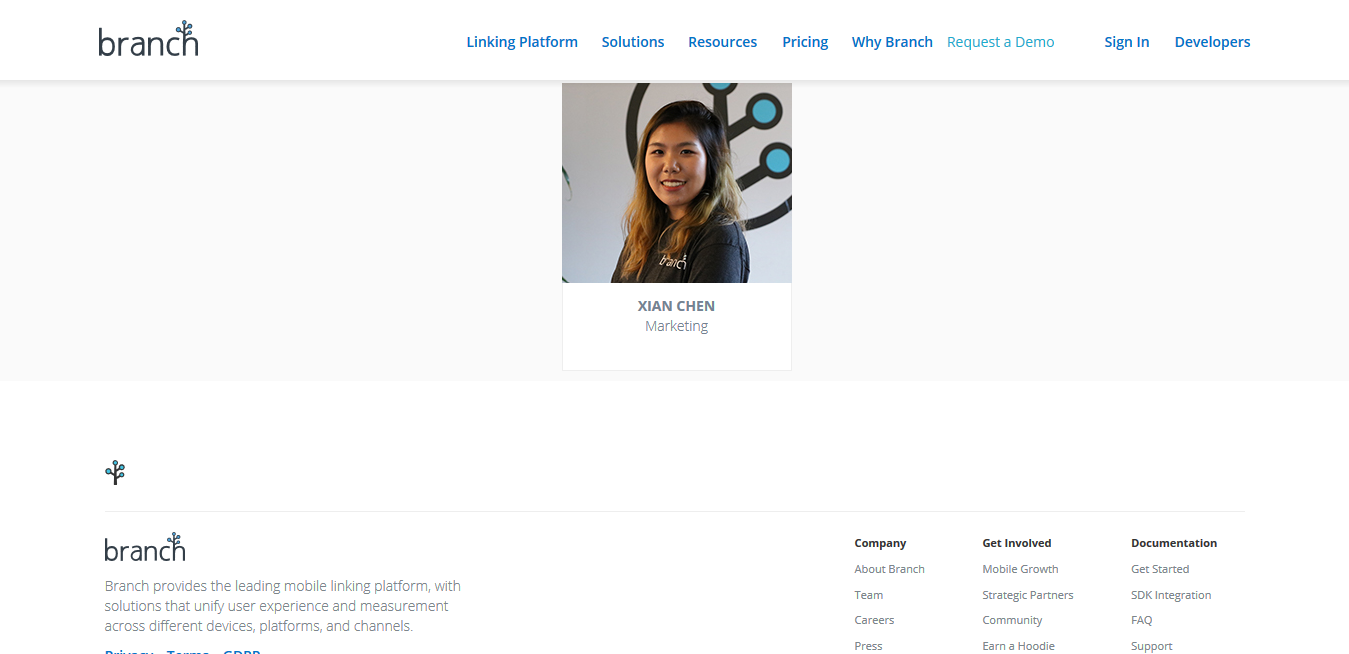 branch
Linking Platform Solutions Resources Pricing Why Branch Request a Demo Sign In Developers
branch
XIAN CHEN
Marketing
branch
Branch provides the leading mobile linking platform, with
solutions that unify user experience and measurement
across different devices, platforms, and channels.
Privacy Terms GDPR
Company
About Branch
Team
Careers
Press
Get Involved
Mobile Growth
Strategic Partners
Community
Earn a Hoodie
Documentation
Get Started
SDK Integration
FAQ
Support